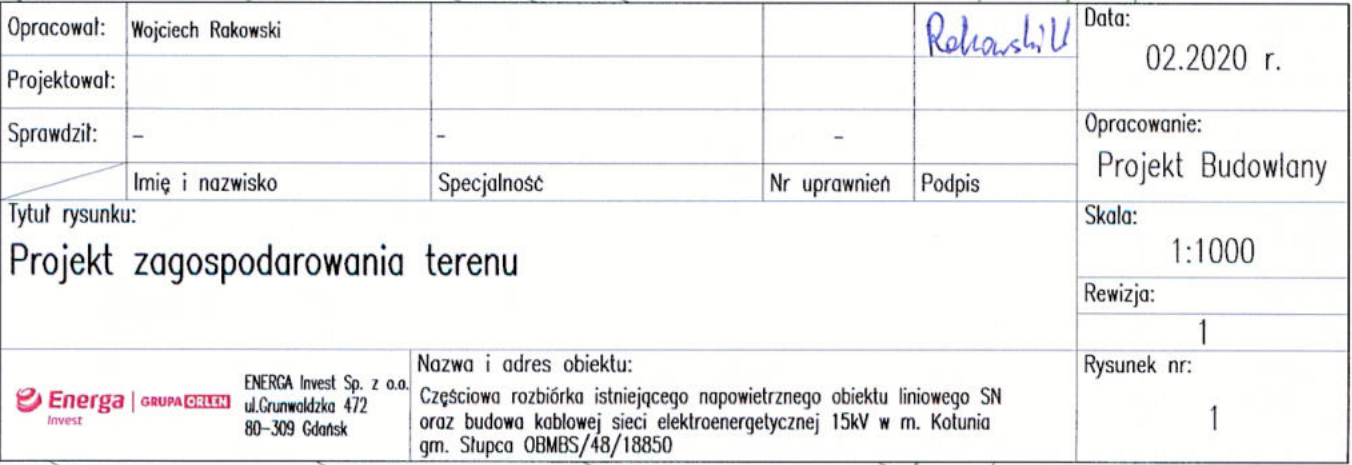 Opracował: Wojciech Rakowski Rakowski W
Projektował:
Sprawdził: - - -
Imię i nazwisko Specjalność Nr uprawnień Podpis
Data:
02.2020 r.
Opracowanie:
Projekt Budowlany
Tytuł rysunku:
Projekt zagospodarowania terenu
Skala:
1:1000
Rewizja:
1
Energa GRUPA ORLEN
Invest
ENERGA Invest Sp. z o.o.
ul.Grunwaldzka 472
80-309 Gdańsk
Nazwa i adres obiektu:
Częściowa rozbiórka istniejącego napowietrznego obiektu liniowego SN
oraz budowa kablowej sieci elektroenergetycznej 15kV w m. Kotunia
gm. Słupca OBMBS/48/18850
Rysunek nr:
1